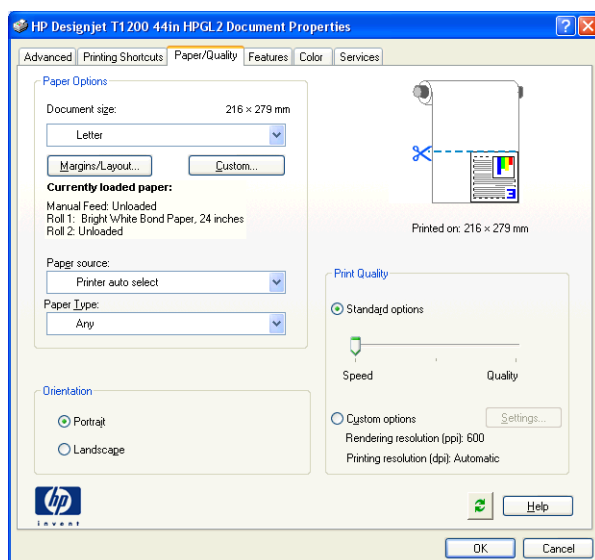 HP Designjet T1200 44in HPGL2 Document Properties
Advanced Printing Shortcuts Paper/Quality Features Color Services
Paper Options
Document size: 216 × 279 mm
Letter
Margins/Layout... Custom...
Currently loaded paper:
Manual Feed: Unloaded
Roll 1: Bright White Bond Paper, 24 inches
Roll 2: Unloaded
Paper source:
Printer auto select
Paper Type:
Any
Printed on: 216 × 279 mm
Print Quality
Standard options
Speed Quality
Custom options Settings...
Rendering resolution (ppi): 600
Printing resolution (dpi): Automatic
Orientation
Portrait
Landscape
hp
invent
Help
OK Cancel